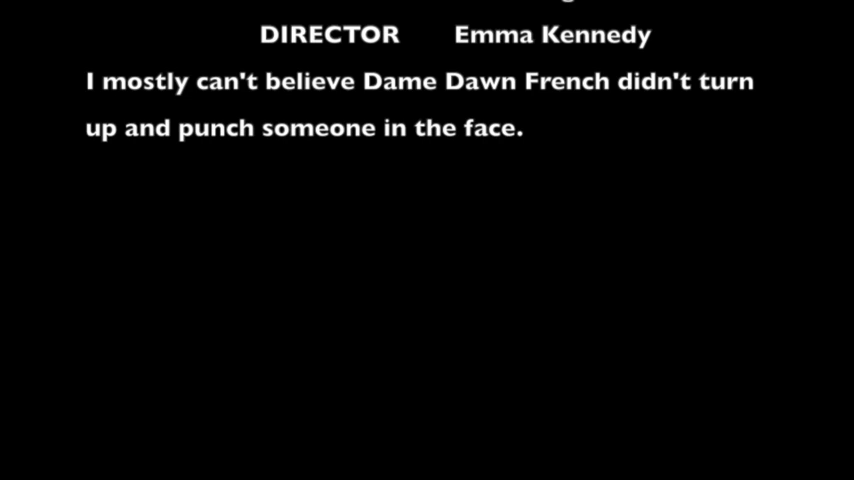 DIRECTOR Emma Kennedy
I mostly can't believe Dame Dawn French didn't turn
up and punch someone in the face.